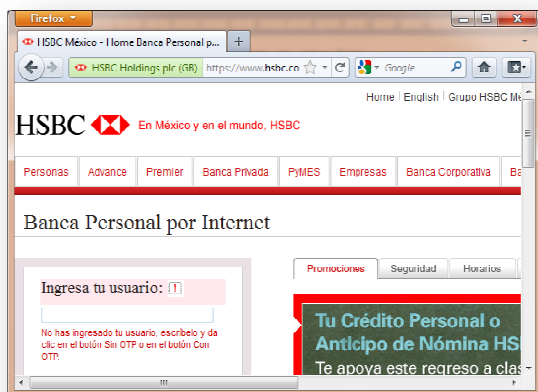 Firefox
HSBC México - Home Banca Personal p...
HSBC Holdings plc (GB) https://www.hsbc.co Google
Home English Grupo HSBC Mé
HSBC En México y en el mundo, HSBC
Personas Advance Premier Banca Privada PyMES Empresas Banca Corporativa Ba
Banca Personal por Internet
Promociones Seguridad Horarios
Ingresa tu usuario: !
No has ingresado tu usuario, escríbelo y da
clic en el botón Sin OTP o en el botón Con
OTP.
Tu Crédito Personal o
Anticipo de Nómina HSB
Te apoya este regreso a clas